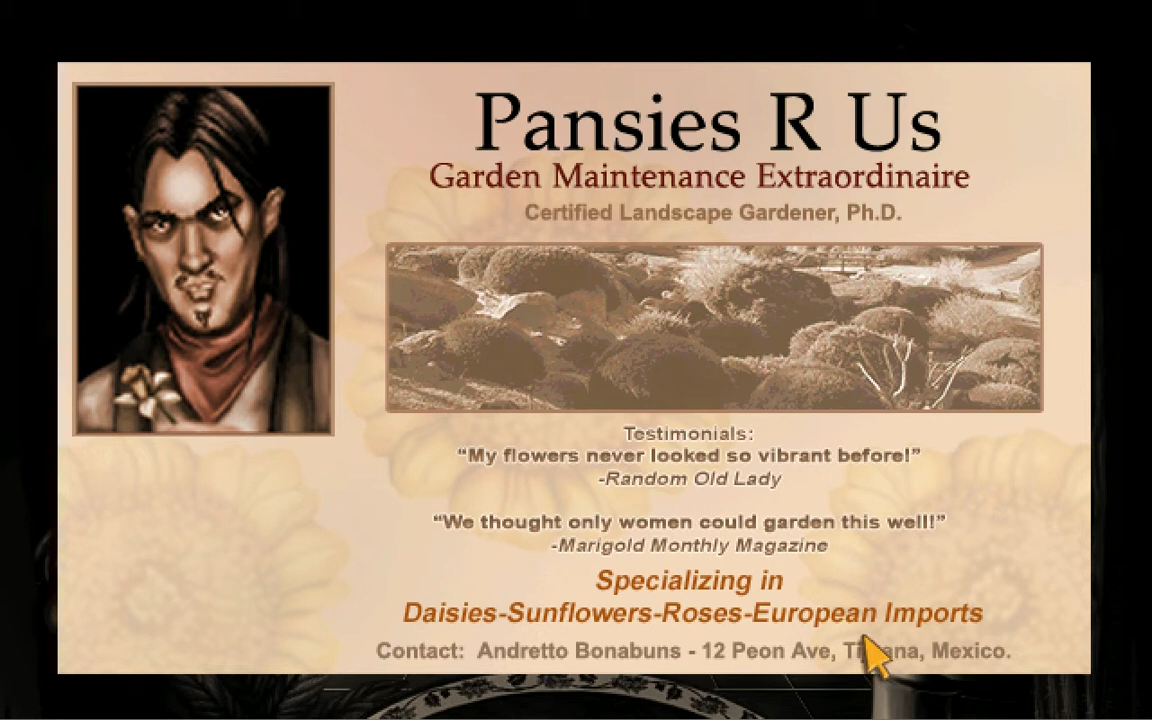 Pansies R Us
Garden Maintenance Extraordinaire
Certified Landscape Gardener, Ph.D.
Testimonials:
“My flowers never looked so vibrant before!”
-Random Old Lady
“We thought only women could garden this well!”
-Marigold Monthly Magazine
Specializing in
Daisies-Sunflowers-Roses-European Imports
Contact: Andretto Bonabuns - 12 Peon Ave, Mexico.